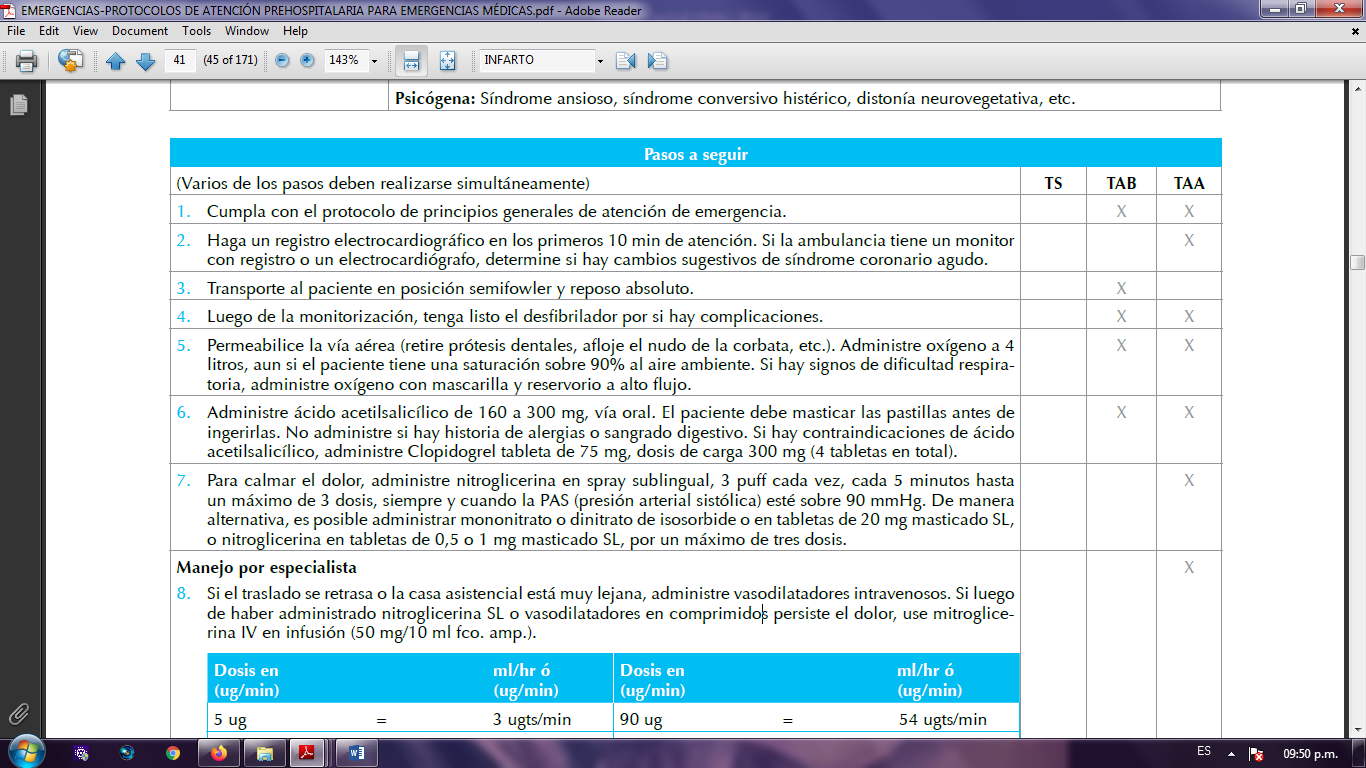 EMERGENCIAS-PROTOCOLOS DE ATENCIÓN PREHOSPITALARIA PARA EMERGENCIAS MÉDICAS.pdf - Adobe Reader
File Edit View Document Tools Window Help
41 (45 of 171) 143% INFARTO
Psicógena: Síndrome ansioso, síndrome conversivo histérico, distonía neurovegetativa, etc.
Pasos a seguir
(Varios de los pasos deben realizarse simultáneamente) TS TAB TAA
1. Cumpla con el protocolo de principios generales de atención de emergencia. X X
2. Haga un registro electrocardiográfico en los primeros 10 min de atención. Si la ambulancia tiene un monitor X
con registro o un electrocardiógrafo, determine si hay cambios sugestivos de síndrome coronario agudo.
3. Transporte al paciente en posición semifowler y reposo absoluto. X
4. Luego de la monitorización, tenga listo el desfibrilador por si hay complicaciones. X X
5. Permeabilice la vía aérea (retire prótesis dentales, afloje el nudo de la corbata, etc.). Administre oxígeno a 4 X X
litros, aun si el paciente tiene una saturación sobre 90% al aire ambiente. Si hay signos de dificultad respira-
toria, administre oxígeno con mascarilla y reservorio a alto flujo.
6. Administre ácido acetilsalicílico de 160 a 300 mg, vía oral. El paciente debe masticar las pastillas antes de X X
ingerirlas. No administre si hay historia de alergias o sangrado digestivo. Si hay contraindicaciones de ácido
acetilsalicílico, administre Clopidogrel tableta de 75 mg, dosis de carga 300 mg (4 tabletas en total).
7. Para calmar el dolor, administre nitroglicerina en spray sublingual, 3 puff cada vez, cada 5 minutos hasta X
un máximo de 3 dosis, siempre y cuando la PAS (presión arterial sistólica) esté sobre 90 mmHg. De manera
alternativa, es posible administrar mononitrato o dinitrato de isosorbide o en tabletas de 20 mg masticado SL,
o nitroglicerina en tabletas de 0,5 o 1 mg masticado SL, por un máximo de tres dosis.
Manejo por especialista X
8. Si el traslado se retrasa o la casa asistencial está muy lejana, administre vasodilatadores intravenosos. Si luego
de haber administrado nitroglicerina SL o vasodilatadores en comprimidos persiste el dolor, use mitroglice-
rina IV en infusión (50 mg/10 ml fco. amp.).
Dosis en ml/hr ó Dosis en ml/hr ó
(ug/min) (ug/min) (ug/min) (ug/min)
5 ug = 3 ugts/min 90 ug = 54 ugts/min
ES 09:50 p.m.